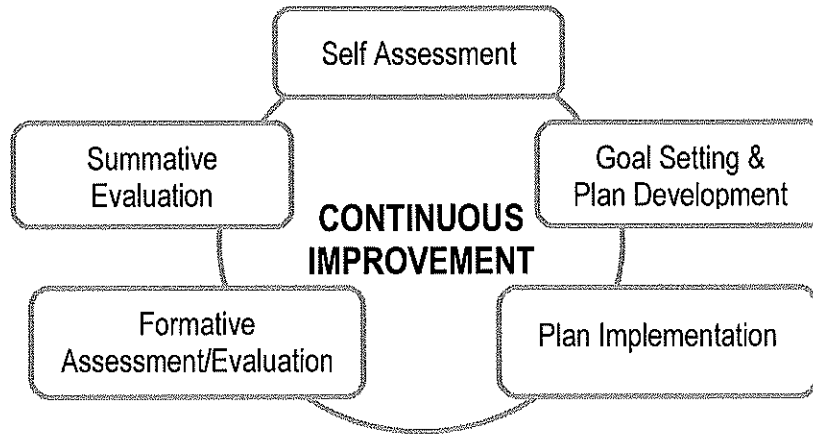 Self Assessment
Goal Setting &
Plan Development
Plan Implementation
Formative
Assessment/Evaluation
Summative
Evaluation
CONTINUOUS
IMPROVEMENT